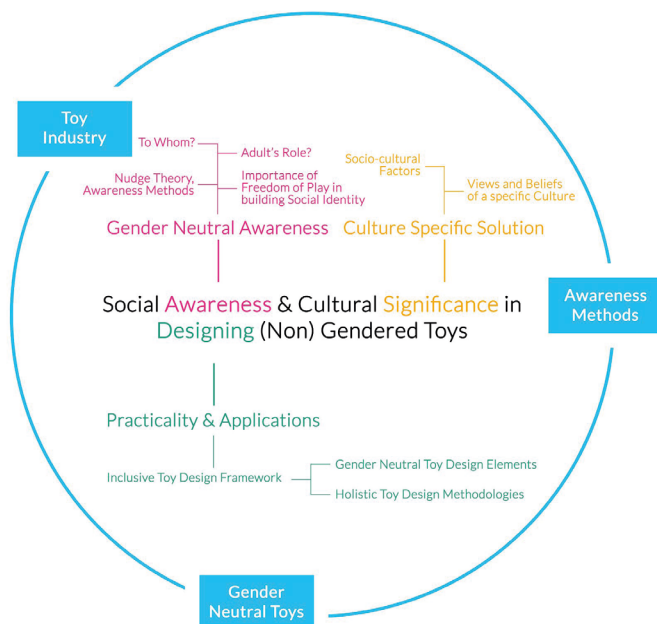 Toy
Industry
To Whom?
Adult's Role?
Nudge Theory,
Awareness Methods
Importance of
Freedom of Play in
building Social Identity
Gender Neutral Awareness
Socio-cultural
Factors
Views and Beliefs
of a specific Culture
Culture Specific Solution
Awareness
Methods
Social Awareness & Cultural Significance in
Designing (Non) Gendered Toys
Practicality & Applications
Inclusive Toy Design Framework
Gender Neutral Toy Design Elements
Holistic Toy Design Methodologies
Gender
Neutral Toys